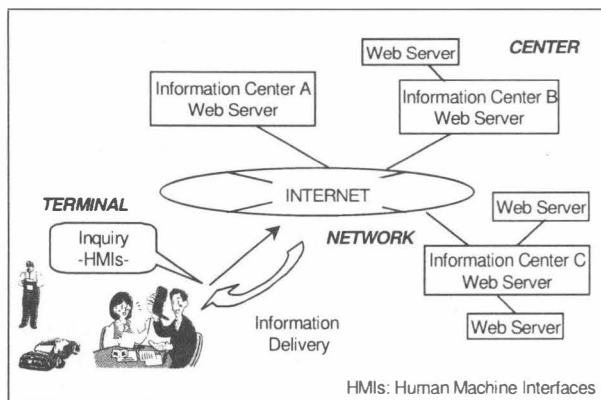 Web Server
CENTER
Information Center A
Web Server
Information Center B
Web Server
INTERNET
TERMINAL
Inquiry
-HMIs-
NETWORK
Web Server
Information Center C
Web Server
Web Server
Information
Delivery
HMIs: Human Machine Interfaces